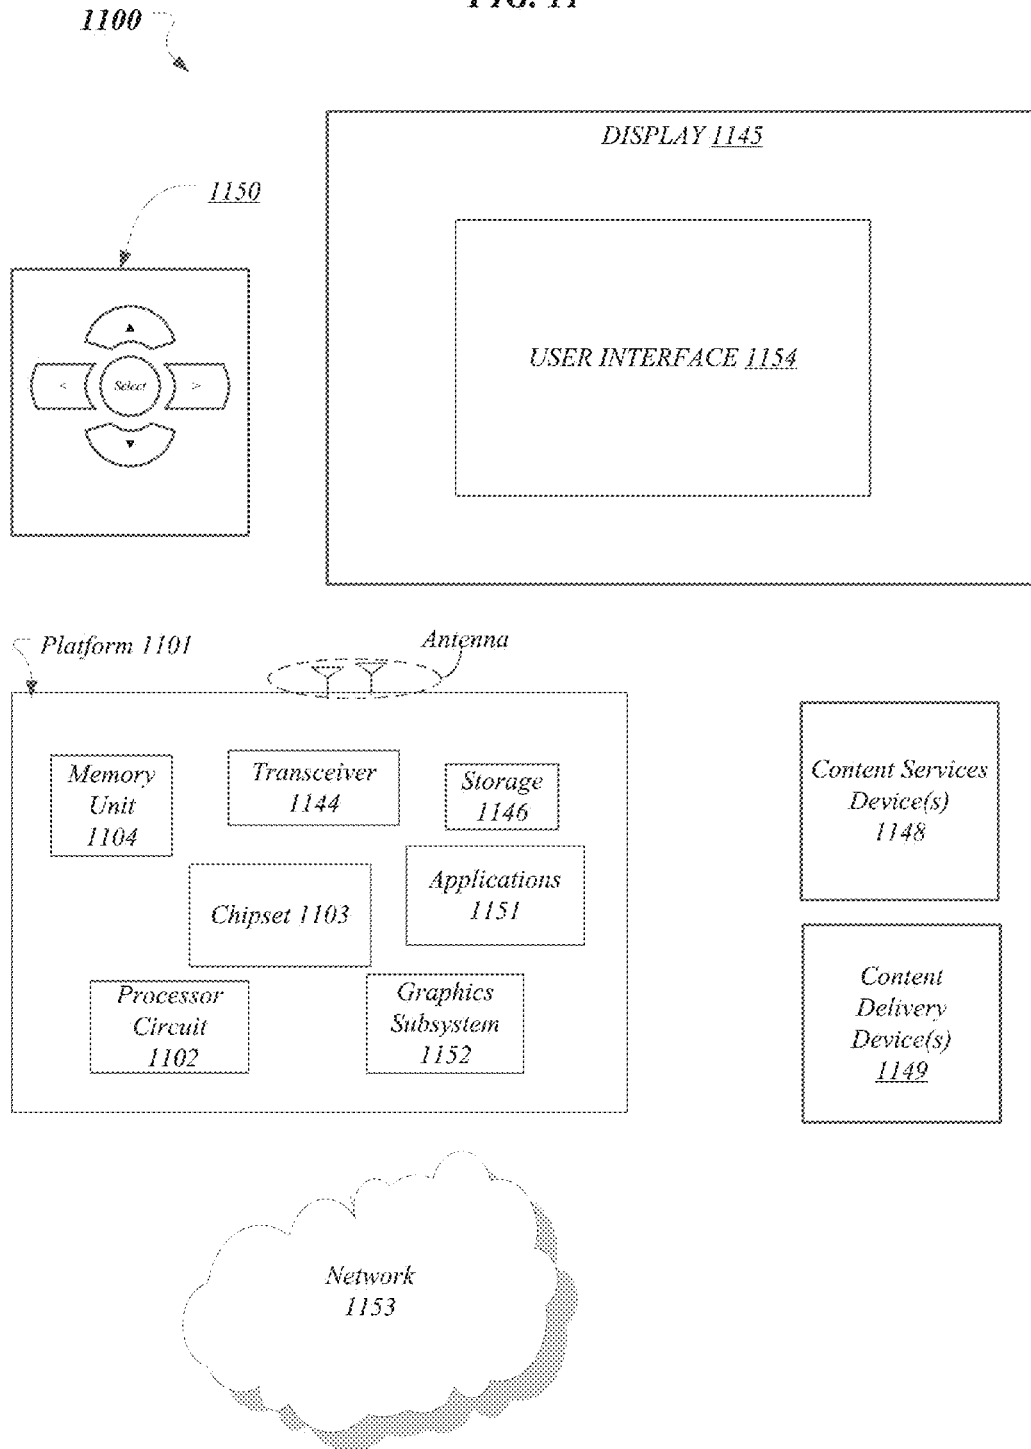 FIG. 11
1100
DISPLAY 1145
1150
USER INTERFACE 1154
▲
< Select >
▼
Platform 1101
Antenna
Memory
Unit
1104
Transceiver
1144
Storage
1146
Chipset 1103
Applications
1151
Processor
Circuit
1102
Graphics
Subsystem
1152
Content Services
Device(s)
1148
Content
Delivery
Device(s)
1149
Network
1153